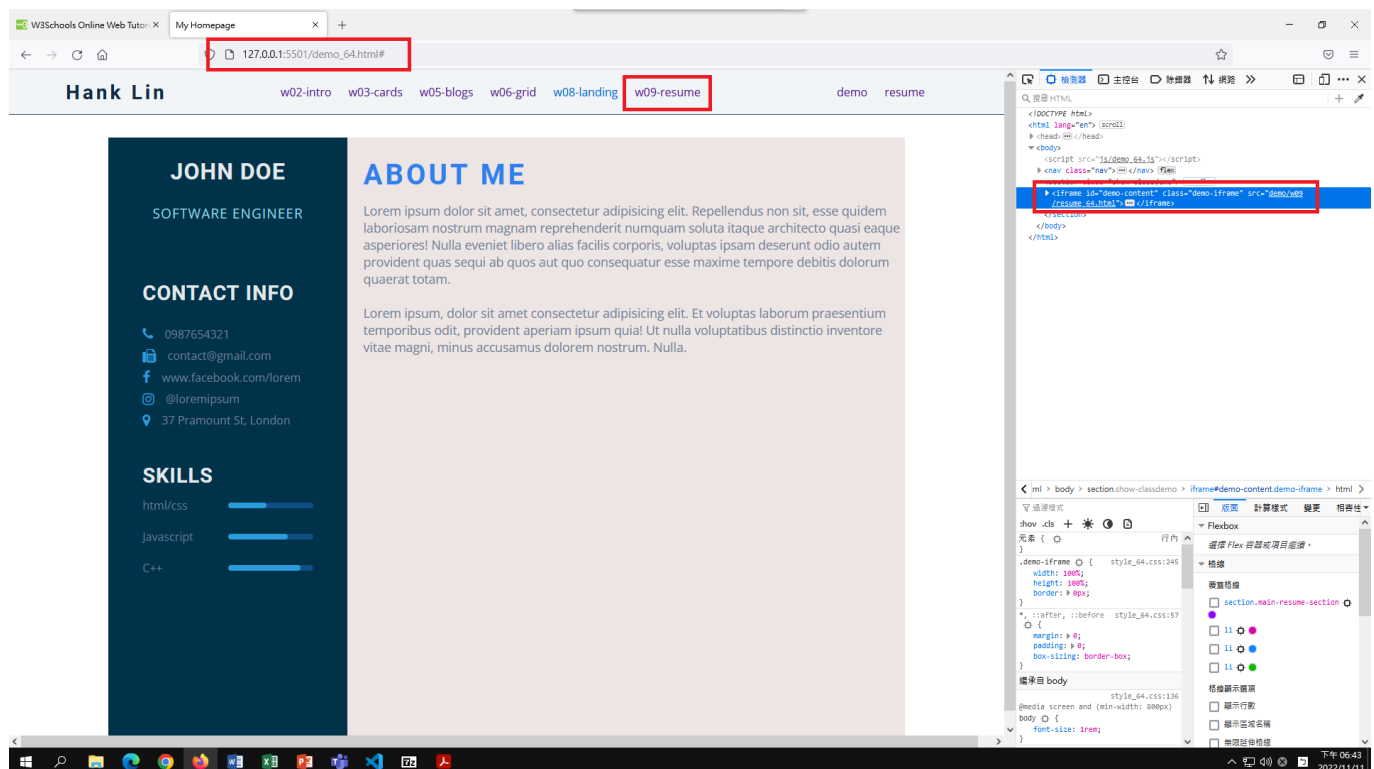 W3Schools Online Web Tutori
My Homepage
127.0.0.1:5501/demo_64.html#
Hank Lin
w02-intro w03-cards w05-blogs w06-grid w08-landing w09-resume
demo resume
JOHN DOE
SOFTWARE ENGINEER
CONTACT INFO
0987654321
contact@gmail.com
www.facebook.com/lorem
@loremipsum
37 Pramount St, London
SKILLS
html/css
Javascript
C++
ABOUT ME
Lorem ipsum dolor sit amet, consectetur adipisicing elit. Repellendus non sit, esse quidem
laboriosam nostrum magnam reprehenderit numquam soluta itaque architecto quasi eaque
asperiores! Nulla eveniet libero alias facilis corporis, voluptas ipsam deserunt odio autem
provident quas sequi ab quos aut quo consequatur esse maxime tempore debitis dolorum
quaerat totam.
Lorem ipsum, dolor sit amet consectetur adipisicing elit. Et voluptas laborum praesentium
temporibus odit, provident aperiam ipsum quia! Ut nulla voluptatibus distinctio inventore
vitae magni, minus accusamus dolorem nostrum. Nulla.
檢測器 主控台 除錯器 網路
搜尋 HTML
<!DOCTYPE html>
<html lang="en"> scroll
<head> </head>
<body>
<script src="js/demo_64.js"></script>
<nav class="nav"> </nav> flex
<iframe id="demo-content" class="demo-iframe" src="demo/w09
/resume_64.html"> </iframe>
</section>
</body>
</html>
ml > body > section.show-classdemo > iframe#demo-content.demo-iframe > html
過濾樣式
:hov .cls
元素 { 行內
}
.demo-iframe { style_64.css:245
width: 100%;
height: 100%;
border: 0px;
}
*, ::after, ::before style_64.css:57
{
margin: 0;
padding: 0;
box-sizing: border-box;
}
繼承自 body
style_64.css:136
@media screen and (min-width: 800px)
body {
font-size: 1rem;
}
版面 計算樣式 變更 相容性
Flexbox
選擇 Flex 容器或項目繼續。
格線
覆蓋格線
section.main-resume-section
li
li
li
格線顯示選項
顯示行數
顯示區域名稱
無限延伸格線
下午 06:43
2022/11/11